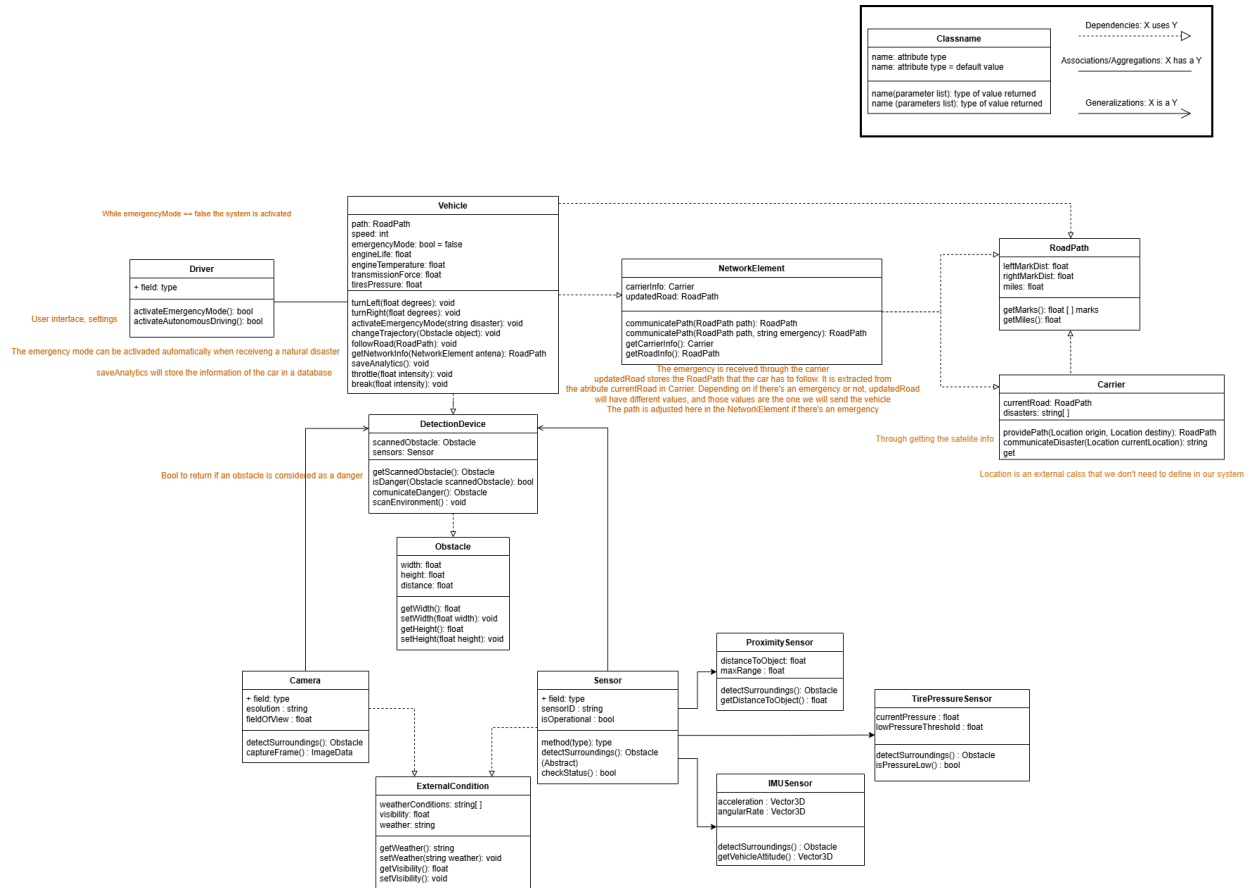 Classname
name: attribute type
name: attribute type = default value
name(parameter list): type of value returned
name (parameters list): type of value returned
Dependencies: X uses Y
Associations/Aggregations: X has a Y
Generalizations: X is a Y
While emergencyMode == false the system is activated
Vehicle
path: RoadPath
speed: int
emergencyMode: bool = false
engineLife: float
engineTemperature: float
transmissionForce: float
tiresPressure: float
turnLeft(float degrees): void
turnRight(float degrees): void
activateEmergencyMode(string disaster): void
changeTrajectory(Obstacle object): void
followRoad(RoadPath): void
getNetworkInfo(NetworkElement antena): RoadPath
saveAnalytics(): void
throttle(float intensity): void
break(float intensity): void
Driver
+ field: type
activateEmergencyMode(): bool
activateAutonomousDriving(): bool
User interface, settings
The emergency mode can be activaded automatically when receiveng a natural disaster
saveAnalytics will store the information of the car in a database
NetworkElement
carrierInfo: Carrier
updatedRoad: RoadPath
communicatePath(RoadPath path): RoadPath
communicatePath(RoadPath path, string emergency): RoadPath
getCarrierInfo(): Carrier
getRoadInfo(): RoadPath
The emergency is received through the carrier
updatedRoad stores the RoadPath that the car has to follow. It is extracted from
the atribute currentRoad in Carrier. Depending on if there's an emergency or not, updatedRoad
will have different values, and those values are the one we will send the vehicle
The path is adjusted here in the NetworkElement if there's an emergency
RoadPath
leftMarkDist: float
rightMarkDist: float
miles: float
getMarks(): float [ ] marks
getMiles(): float
Carrier
currentRoad: RoadPath
disasters: string[ ]
providePath(Location origin, Location destiny): RoadPath
communicateDisaster(Location currentLocation): string
get
Through getting the satelite info
Location is an external calss that we don't need to define in our system
DetectionDevice
scannedObstacle: Obstacle
sensors: Sensor
getScannedObstacle(): Obstacle
isDanger(Obstacle scannedObstacle): bool
comunicateDanger(): Obstacle
scanEnvironment() : void
Bool to return if an obstacle is considered as a danger
Obstacle
width: float
height: float
distance: float
getWidth(): float
setWidth(float width): void
getHeight(): float
setHeight(float height): void
Camera
+ field: type
esolution : string
fieldOfView : float
detectSurroundings(): Obstacle
captureFrame() : ImageData
Sensor
+ field: type
sensorID : string
isOperational : bool
method(type): type
detectSurroundings(): Obstacle
(Abstract)
checkStatus() : bool
ProximitySensor
distanceToObject: float
maxRange : float
detectSurroundings(): Obstacle
getDistanceToObject() : float
TirePressureSensor
currentPressure : float
lowPressureThreshold : float
detectSurroundings() : Obstacle
isPressureLow() : bool
IMUSensor
acceleration : Vector3D
angularRate : Vector3D
detectSurroundings() : Obstacle
getVehicleAttitude() : Vector3D
ExternalCondition
weatherConditions: string[ ]
visibility: float
weather: string
getWeather(): string
setWeather(string weather): void
getVisibility(): float
setVisibility(): void